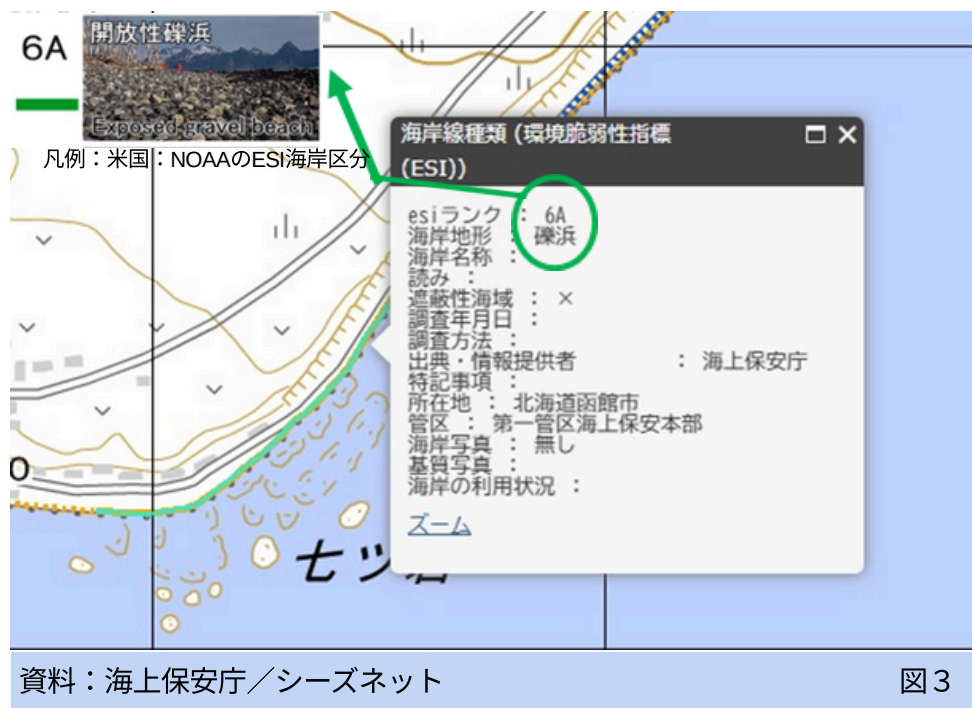 6A
開放性礫浜
Exposed gravel beach
凡例：米国：NOAAのESI海岸区分
海岸線種類 (環境脆弱性指標
(ESI))
esiランク ： 6A
海岸地形 ： 礫浜
海岸名称 ：
読み ：
遮蔽性海域 ： ×
調査年月日 ：
調査方法 ：
出典・情報提供者 ： 海上保安庁
特記事項 ：
所在地 ： 北海道函館市
管区 ： 第一管区海上保安本部
海岸写真 ： 無し
基質写真 ：
海岸の利用状況 ：
ズーム
0
七ツ
資料：海上保安庁／シーズネット
図３